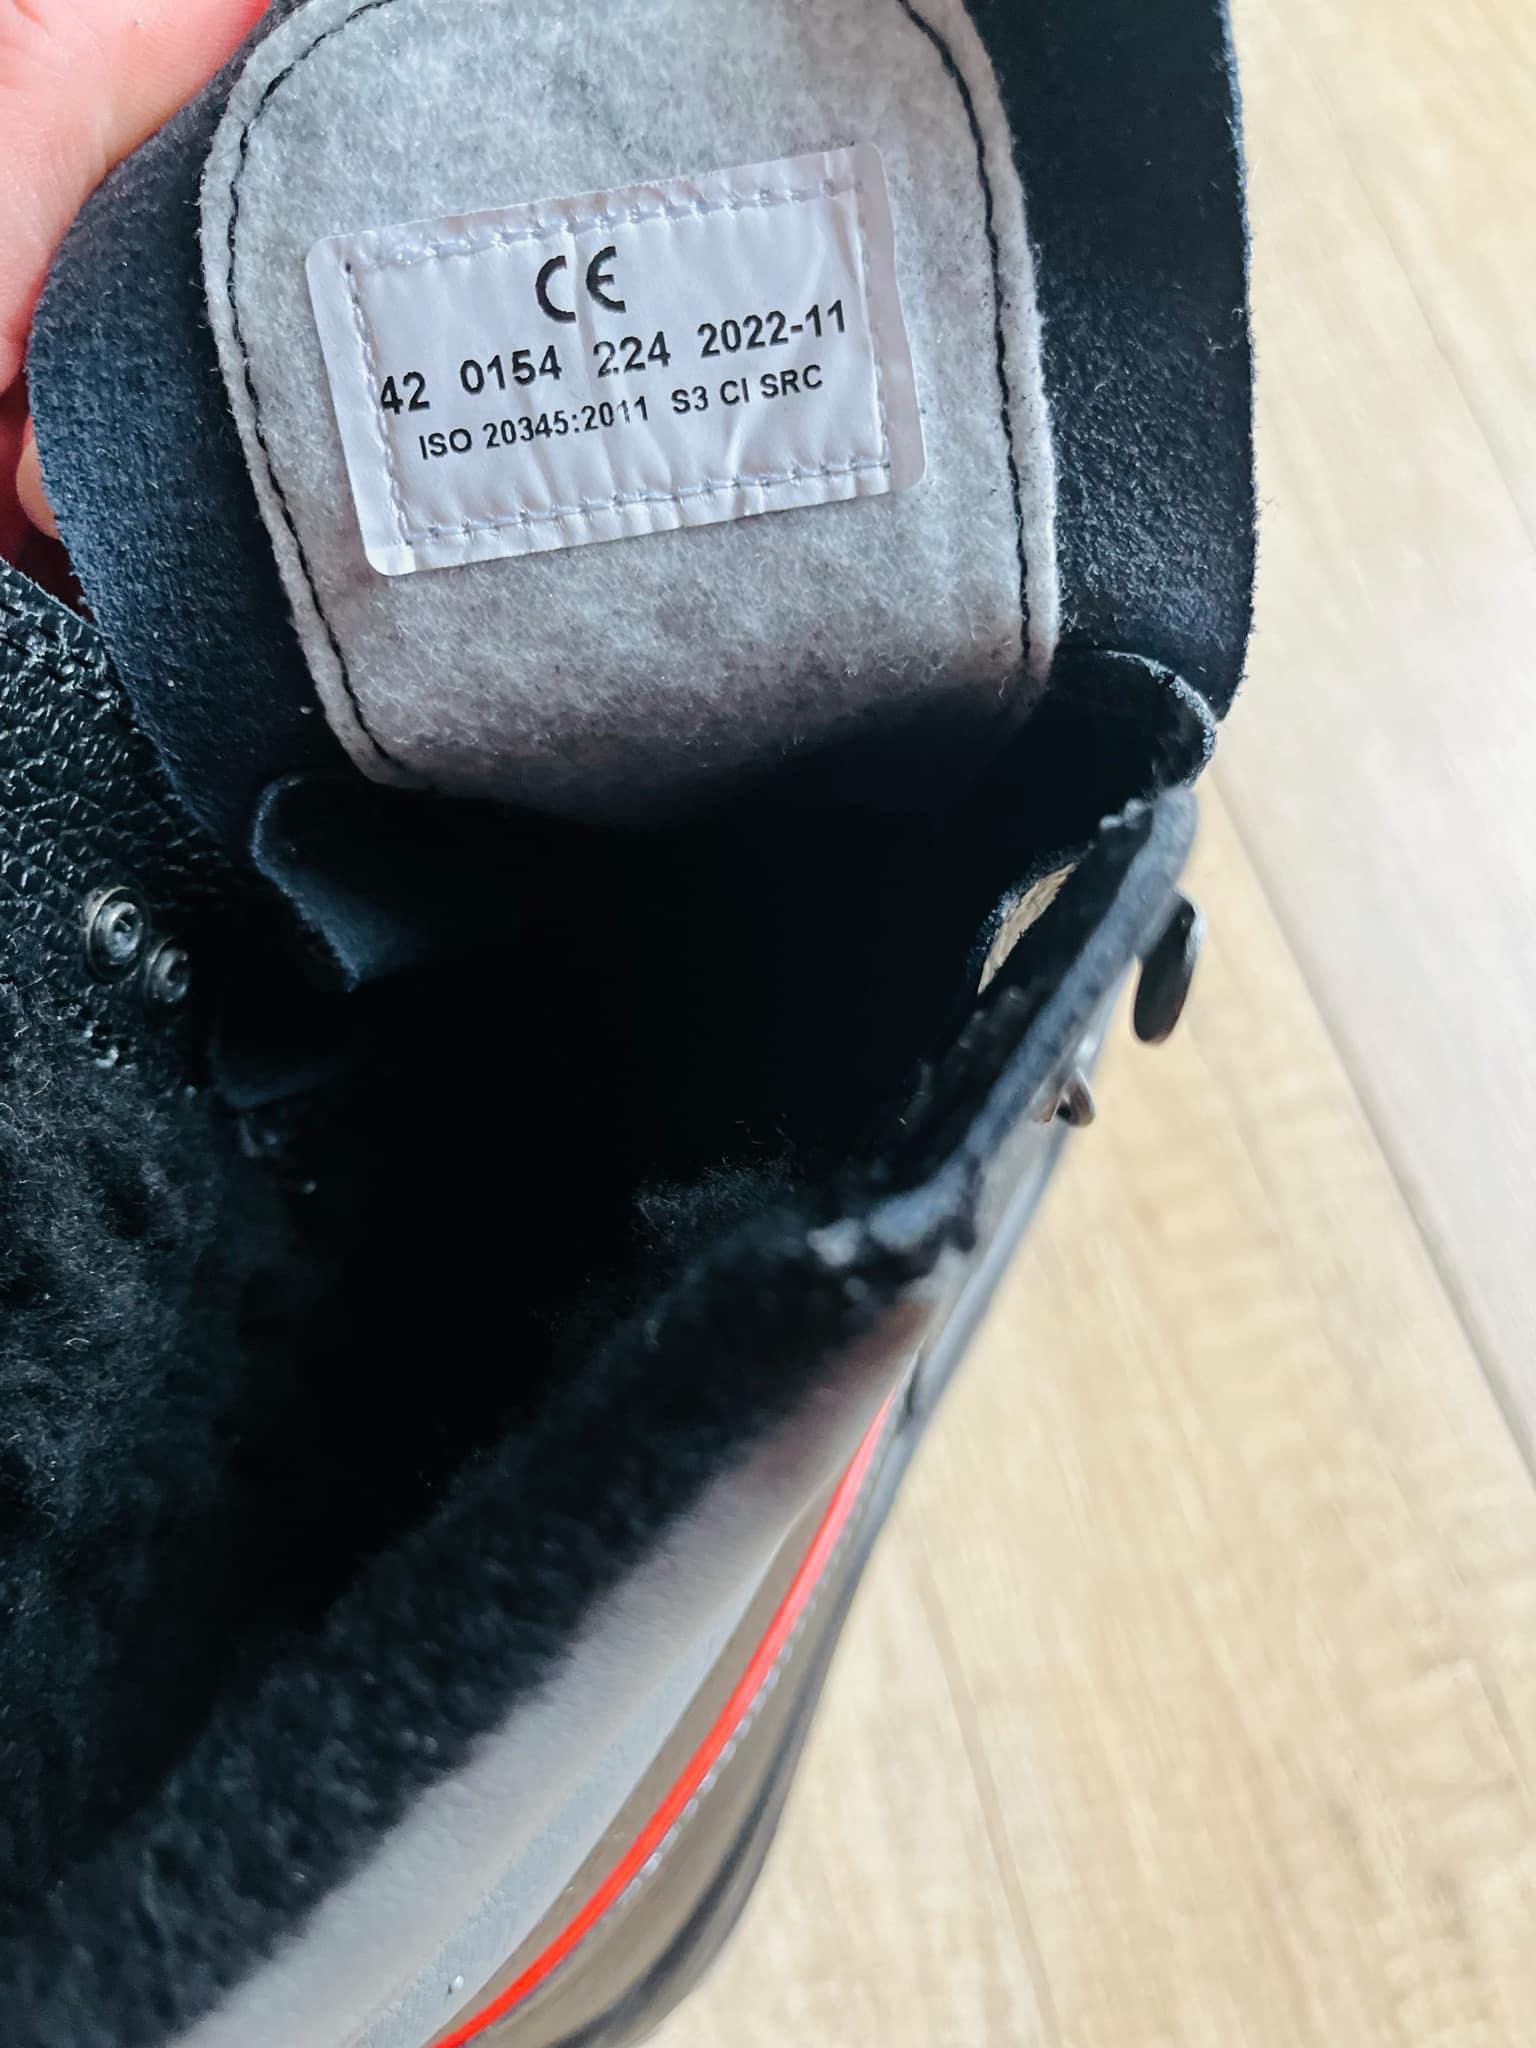 CE
42 0154 224 2022-11
ISO 20345:2011 S3 CI SRC